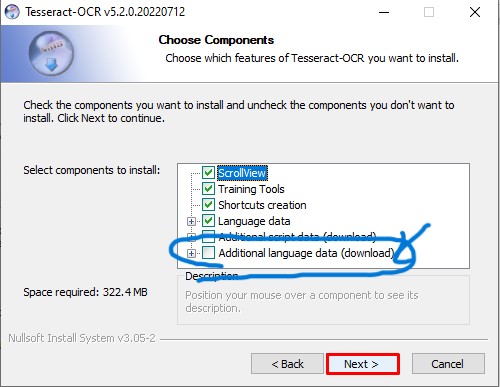 Tesseract-OCR v5.2.0.20220712
Choose Components
Choose which features of Tesseract-OCR you want to install.
Check the components you want to install and uncheck the components you don't want to
install. Click Next to continue.
Select components to install:
ScrollView
Training Tools
Shortcuts creation
Language data
Additional script data (download)
Additional language data (download)
Space required: 322.4 MB
Description
Position your mouse over a component to see its
description.
Nullsoft Install System v3.05-2
< Back
Next >
Cancel